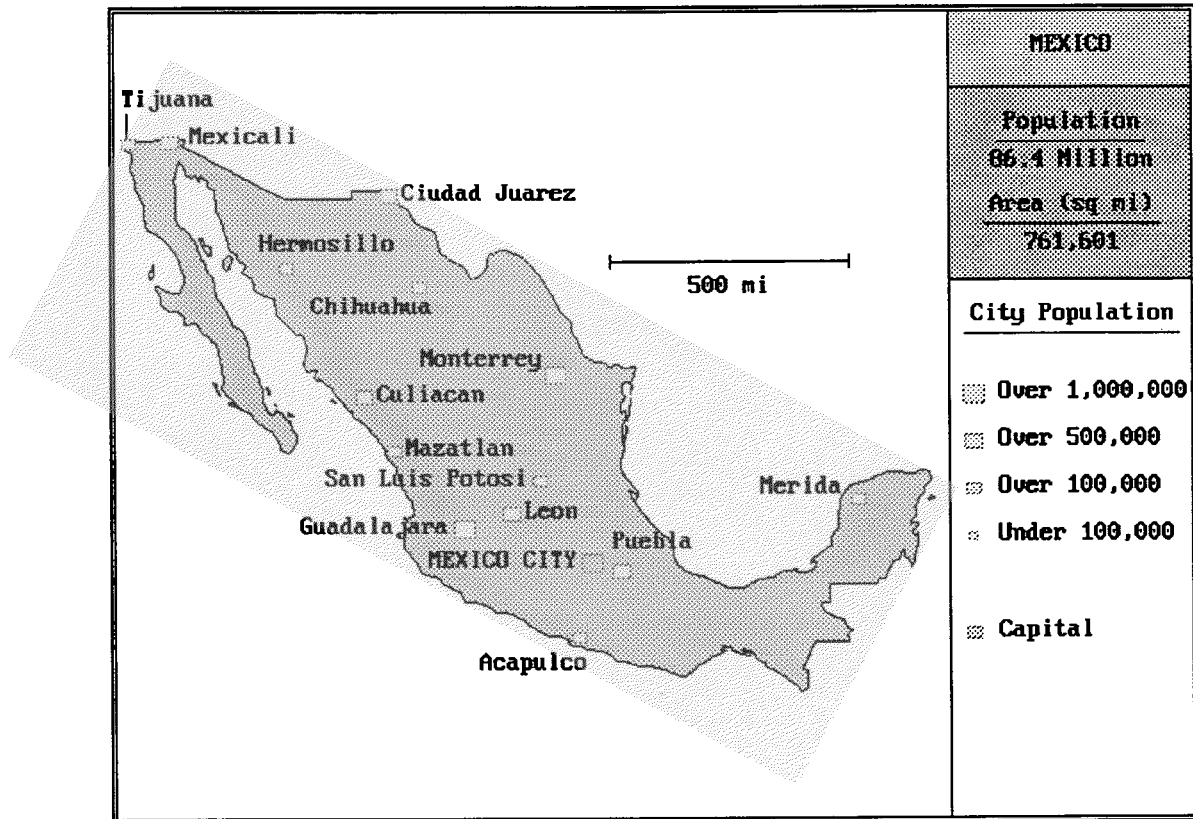 MEXICO
Population
86.4 Million
Area (sq mi)
761,601
Tijuana
Mexicali
Ciudad Juarez
Hermosillo
500 mi
Chihuahua
Monterrey
Culiacan
Mazatlan
San Luis Potosi
Merida
Leon
Guadalajara
Puebla
MEXICO CITY
Acapulco
City Population
Over 1,000,000
Over 500,000
Over 100,000
Under 100,000
Capital